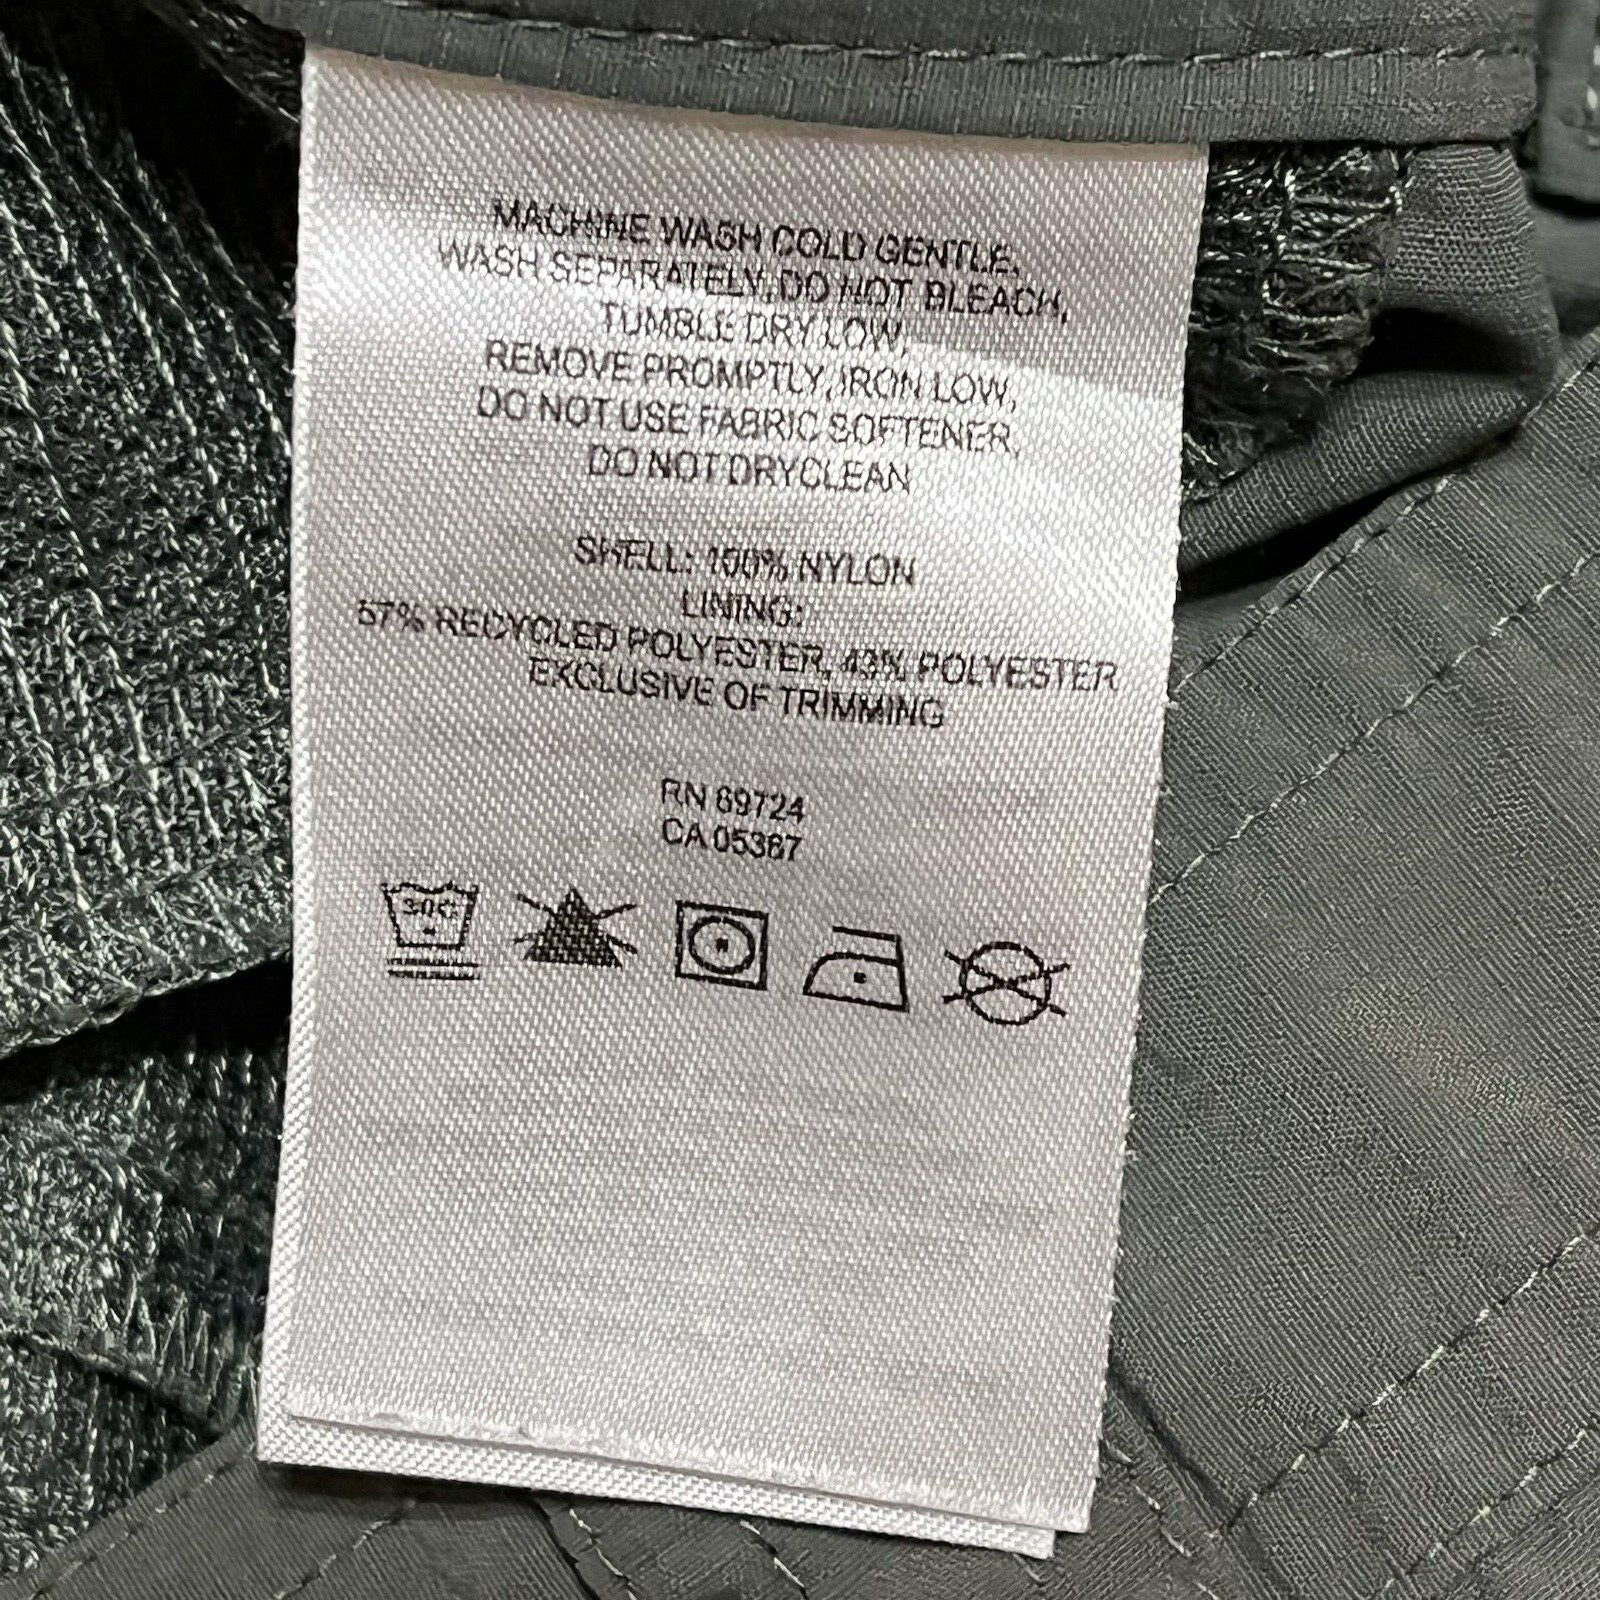 MACHINE WASH COLD GENTLE,
WASH SEPARATELY, DO NOT BLEACH,
TUMBLE DRY LOW,
REMOVE PROMPTLY, IRON LOW,
DO NOT USE FABRIC SOFTENER,
DO NOT DRYCLEAN
SHELL: 100% NYLON
LINING:
57% RECYCLED POLYESTER, 43% POLYESTER
EXCLUSIVE OF TRIMMING
RN 69724
CA 05367
30C